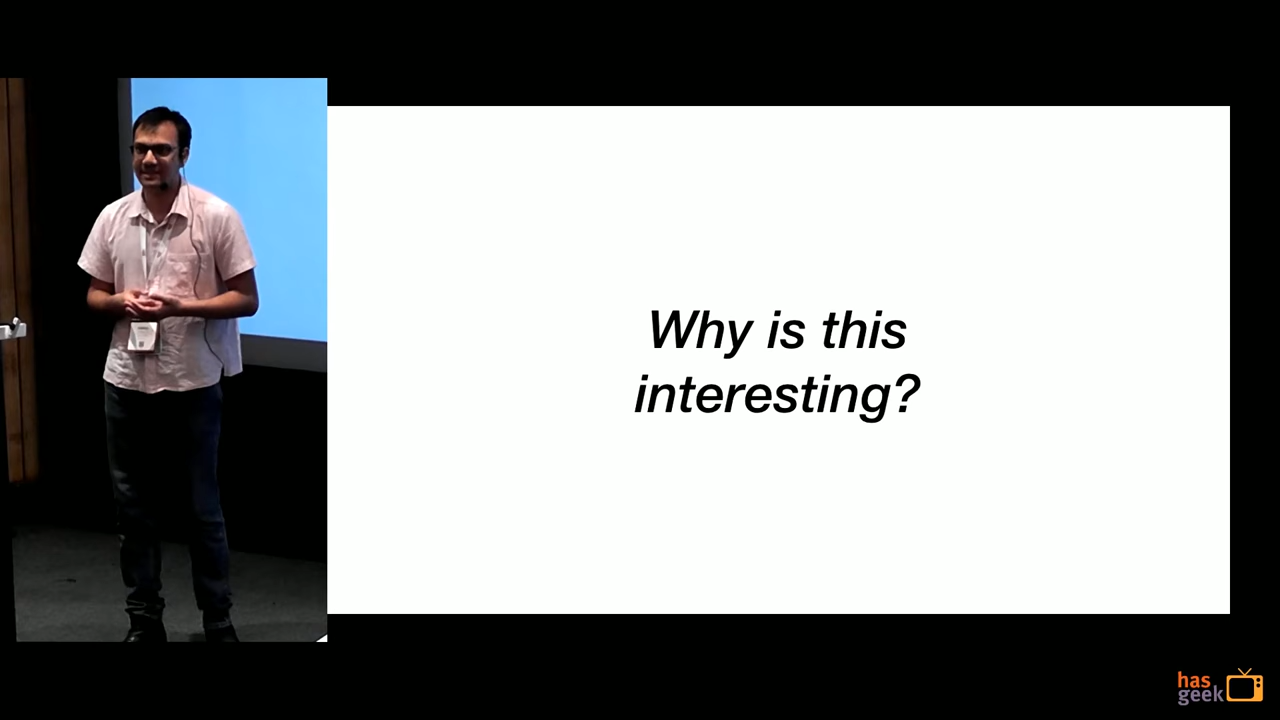 Why is this
interesting?
has
geek